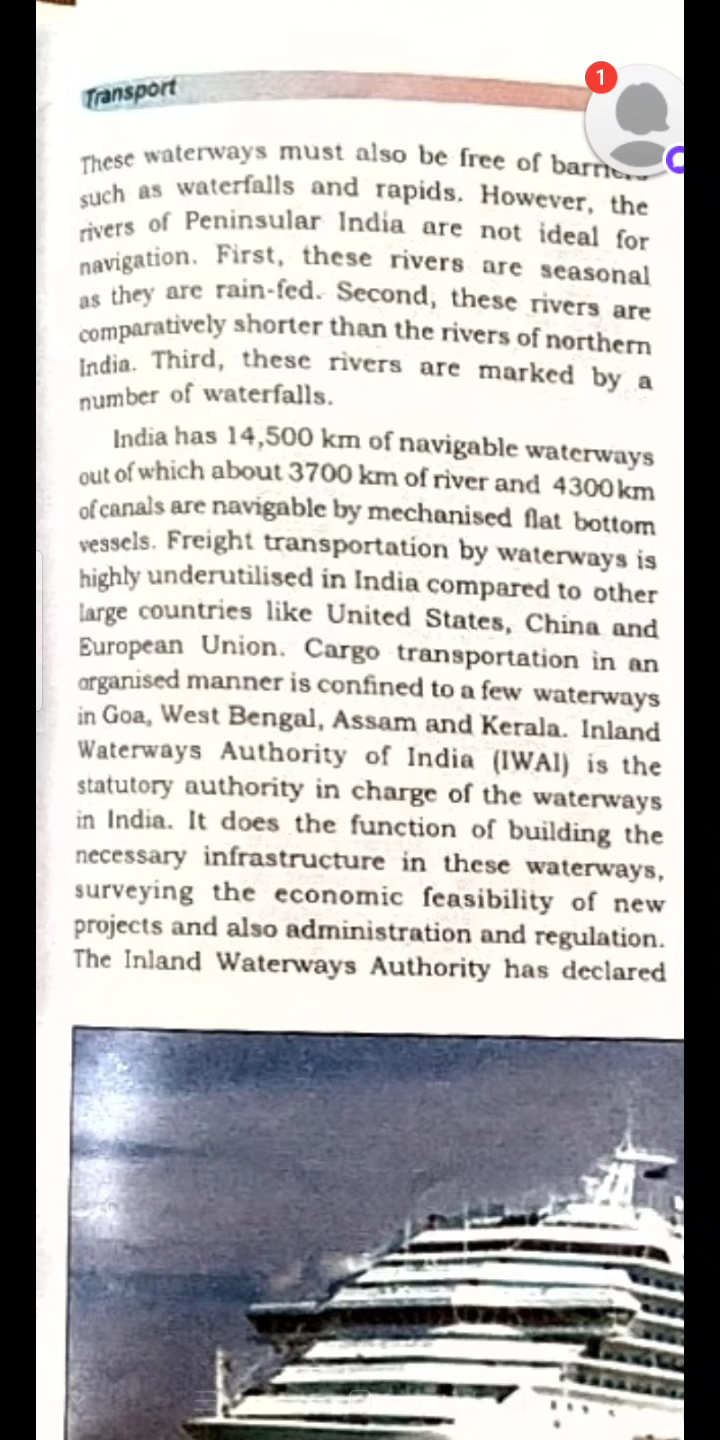 Transport
1
These waterways must also be free of
such as waterfalls and rapids. However, the
rivers of Peninsular India are not ideal for
navigation. First, these rivers are seasonal
as they are rain-fed. Second, these rivers are
comparatively shorter than the rivers of northern
India. Third, these rivers are marked by a
number of waterfalls.
India has 14,500 km of navigable waterways
out of which about 3700 km of river and 4300 km
of canals are navigable by mechanised flat bottom
vessels. Freight transportation by waterways is
highly underutilised in India compared to other
large countries like United States, China and
European Union. Cargo transportation in an
organised manner is confined to a few waterways
in Goa, West Bengal, Assam and Kerala. Inland
Waterways Authority of India (IWAI) is the
statutory authority in charge of the waterways
in India. It does the function of building the
necessary infrastructure in these waterways,
surveying the economic feasibility of new
projects and also administration and regulation.
The Inland Waterways Authority has declared